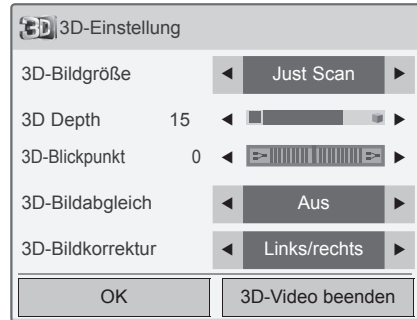 3D 3D-Einstellung
3D-Bildgröße Just Scan
3D Depth 15
3D-Blickpunkt 0
3D-Bildabgleich Aus
3D-Bildkorrektur Links/rechts
OK 3D-Video beenden